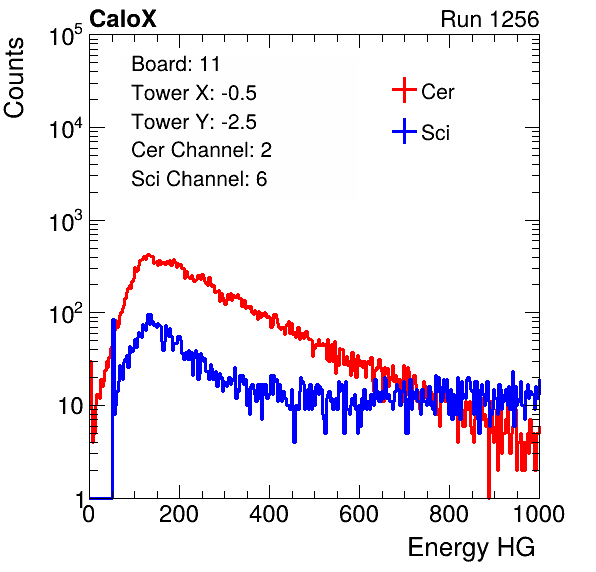 CaloX Run 1256
Board: 11
Tower X: -0.5
Tower Y: -2.5
Cer Channel: 2
Sci Channel: 6
Cer
Sci
Counts
10^5
10^4
10^3
10^2
10
1
0 200 400 600 800 1000
Energy HG